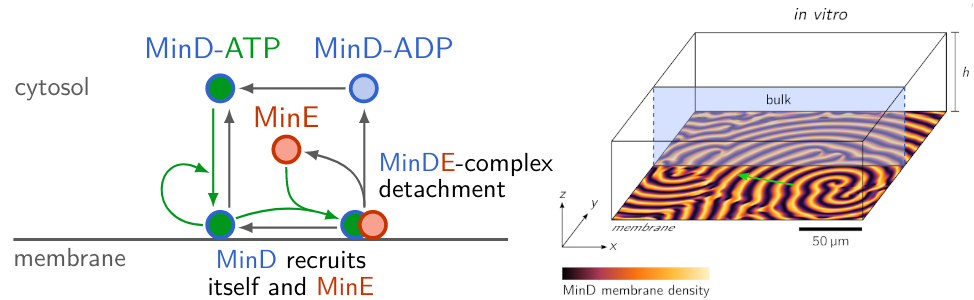 MinD-ATP
MinD-ADP
cytosol
MinE
MinDE-complex
detachment
membrane
MinD recruits
itself and MinE
in vitro
h
bulk
z
y
x
membrane
50 µm
MinD membrane density